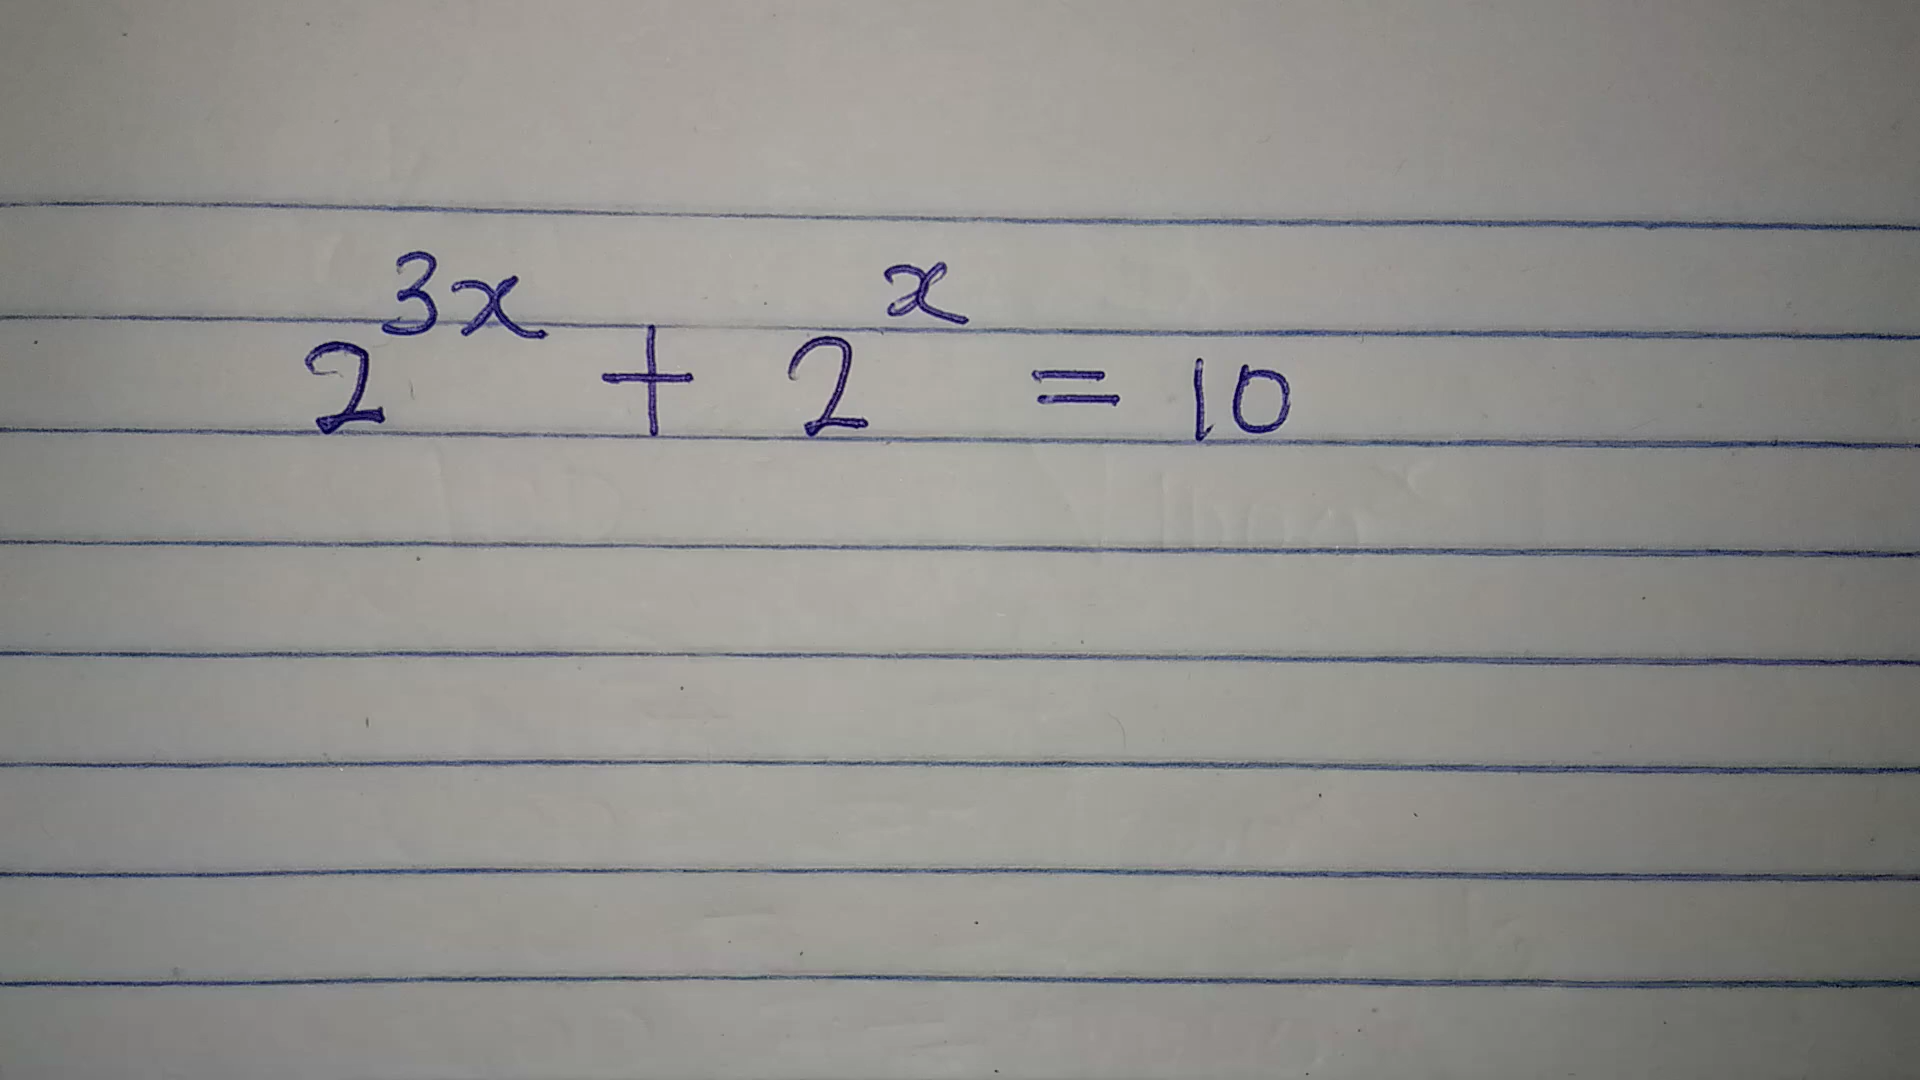 2^{3x} + 2^{x} = 10